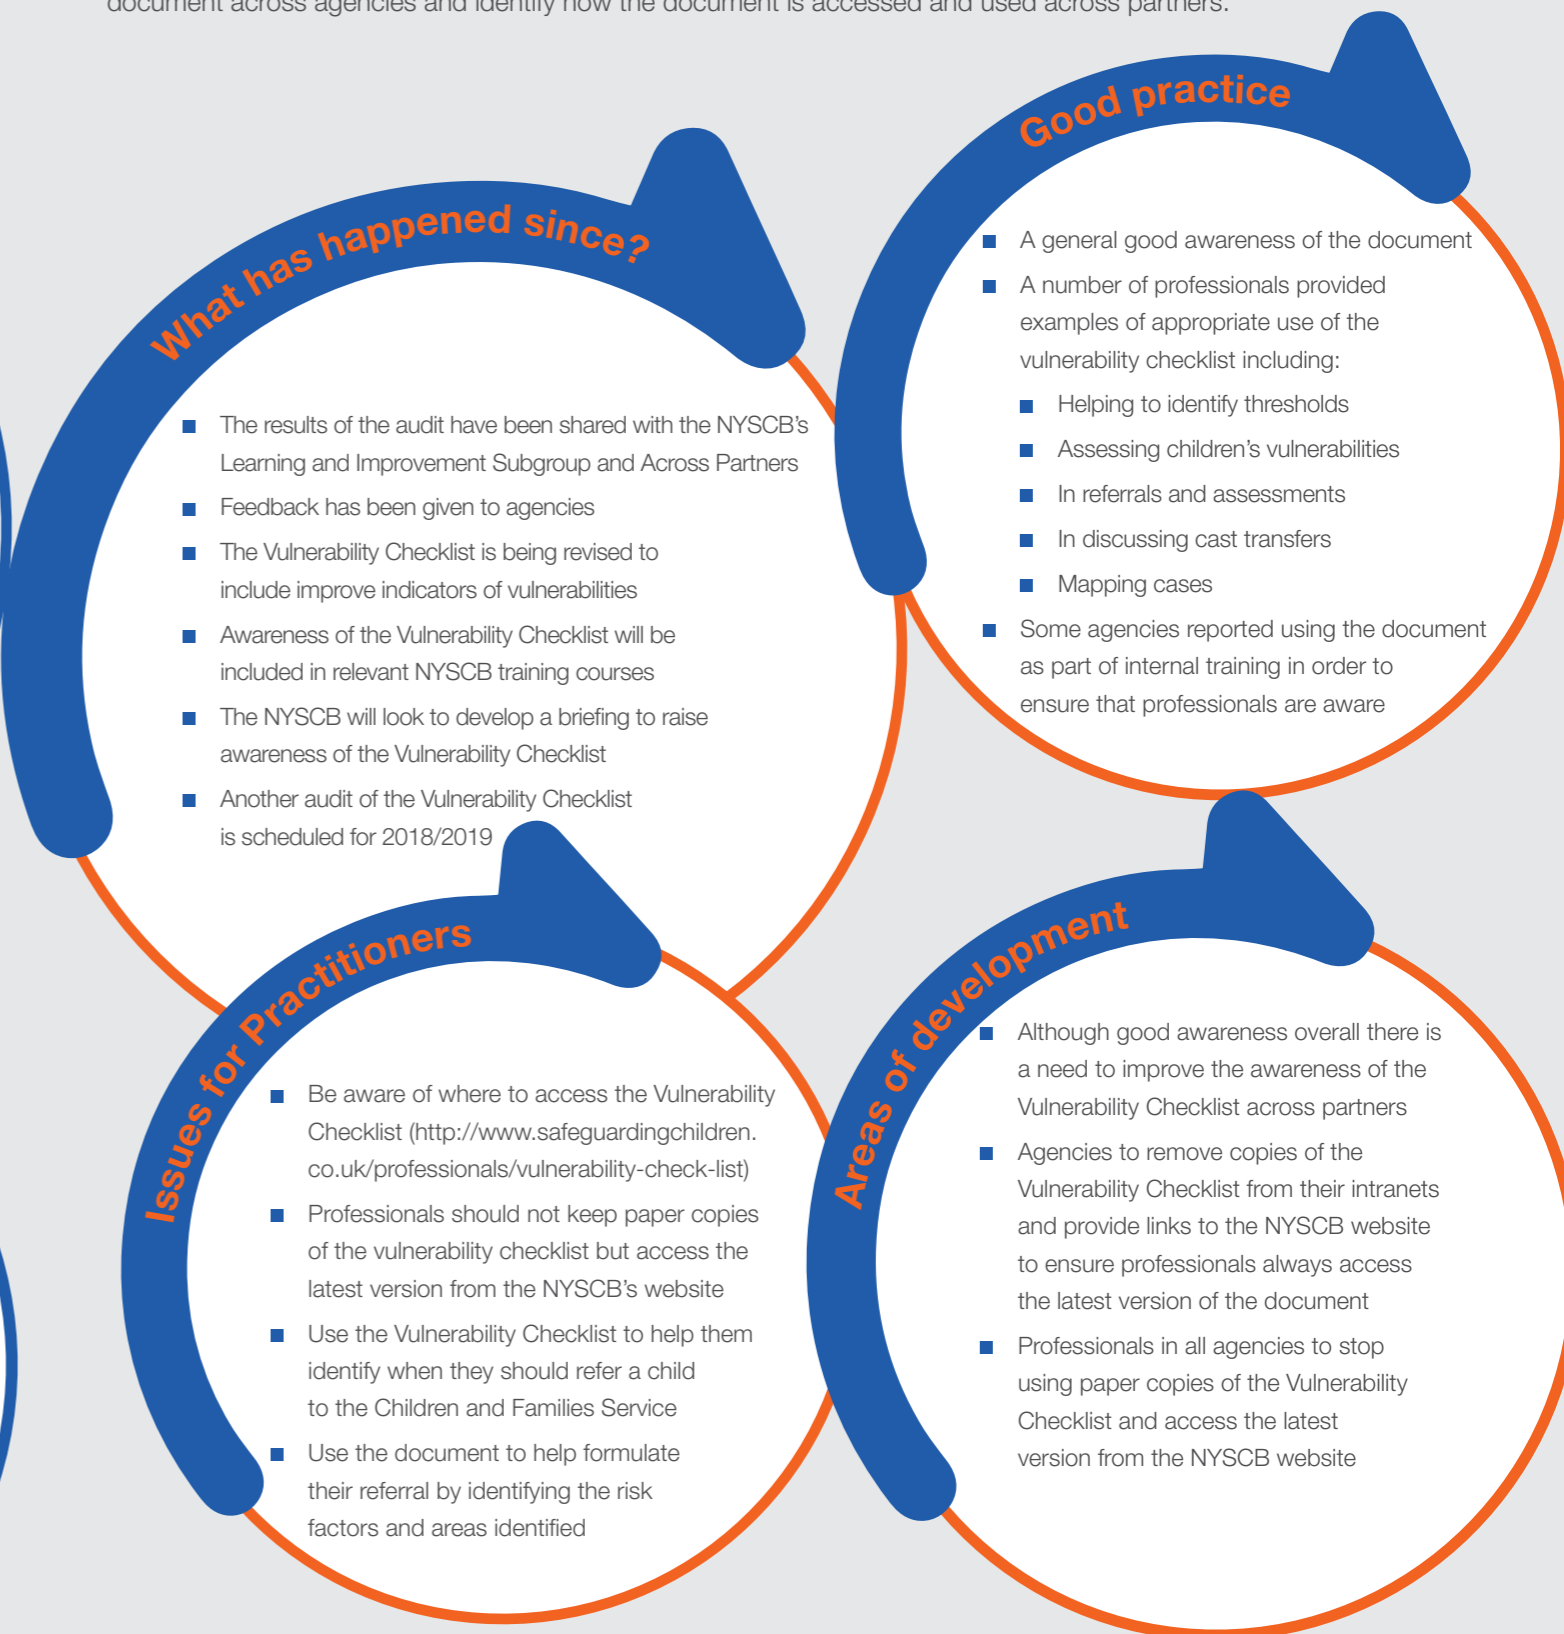 document across agencies and identify how the document is accessed and used across partners.
Good practice
■ A general good awareness of the document
■ A number of professionals provided
examples of appropriate use of the
vulnerability checklist including:
■ Helping to identify thresholds
■ Assessing children’s vulnerabilities
■ In referrals and assessments
■ In discussing cast transfers
■ Mapping cases
■ Some agencies reported using the document
as part of internal training in order to
ensure that professionals are aware
What has happened since?
■ The results of the audit have been shared with the NYSCB’s
Learning and Improvement Subgroup and Across Partners
■ Feedback has been given to agencies
■ The Vulnerability Checklist is being revised to
include improve indicators of vulnerabilities
■ Awareness of the Vulnerability Checklist will be
included in relevant NYSCB training courses
■ The NYSCB will look to develop a briefing to raise
awareness of the Vulnerability Checklist
■ Another audit of the Vulnerability Checklist
is scheduled for 2018/2019
Issues for Practitioners
■ Be aware of where to access the Vulnerability
Checklist (http://www.safeguardingchildren.
co.uk/professionals/vulnerability-check-list)
■ Professionals should not keep paper copies
of the vulnerability checklist but access the
latest version from the NYSCB’s website
■ Use the Vulnerability Checklist to help them
identify when they should refer a child
to the Children and Families Service
■ Use the document to help formulate
their referral by identifying the risk
factors and areas identified
Areas of development
■ Although good awareness overall there is
a need to improve the awareness of the
Vulnerability Checklist across partners
■ Agencies to remove copies of the
Vulnerability Checklist from their intranets
and provide links to the NYSCB website
to ensure professionals always access
the latest version of the document
■ Professionals in all agencies to stop
using paper copies of the Vulnerability
Checklist and access the latest
version from the NYSCB website